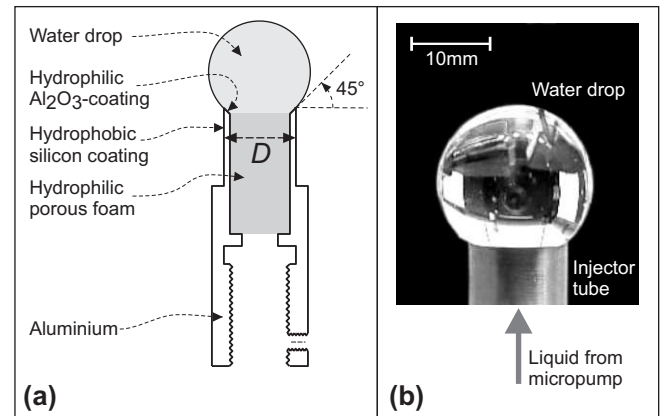 Water drop
Hydrophilic
Al2O3-coating
45°
Hydrophobic
silicon coating
D
Hydrophilic
porous foam
Aluminium
(a)
10mm
Water drop
Injector
tube
Liquid from
micropump
(b)